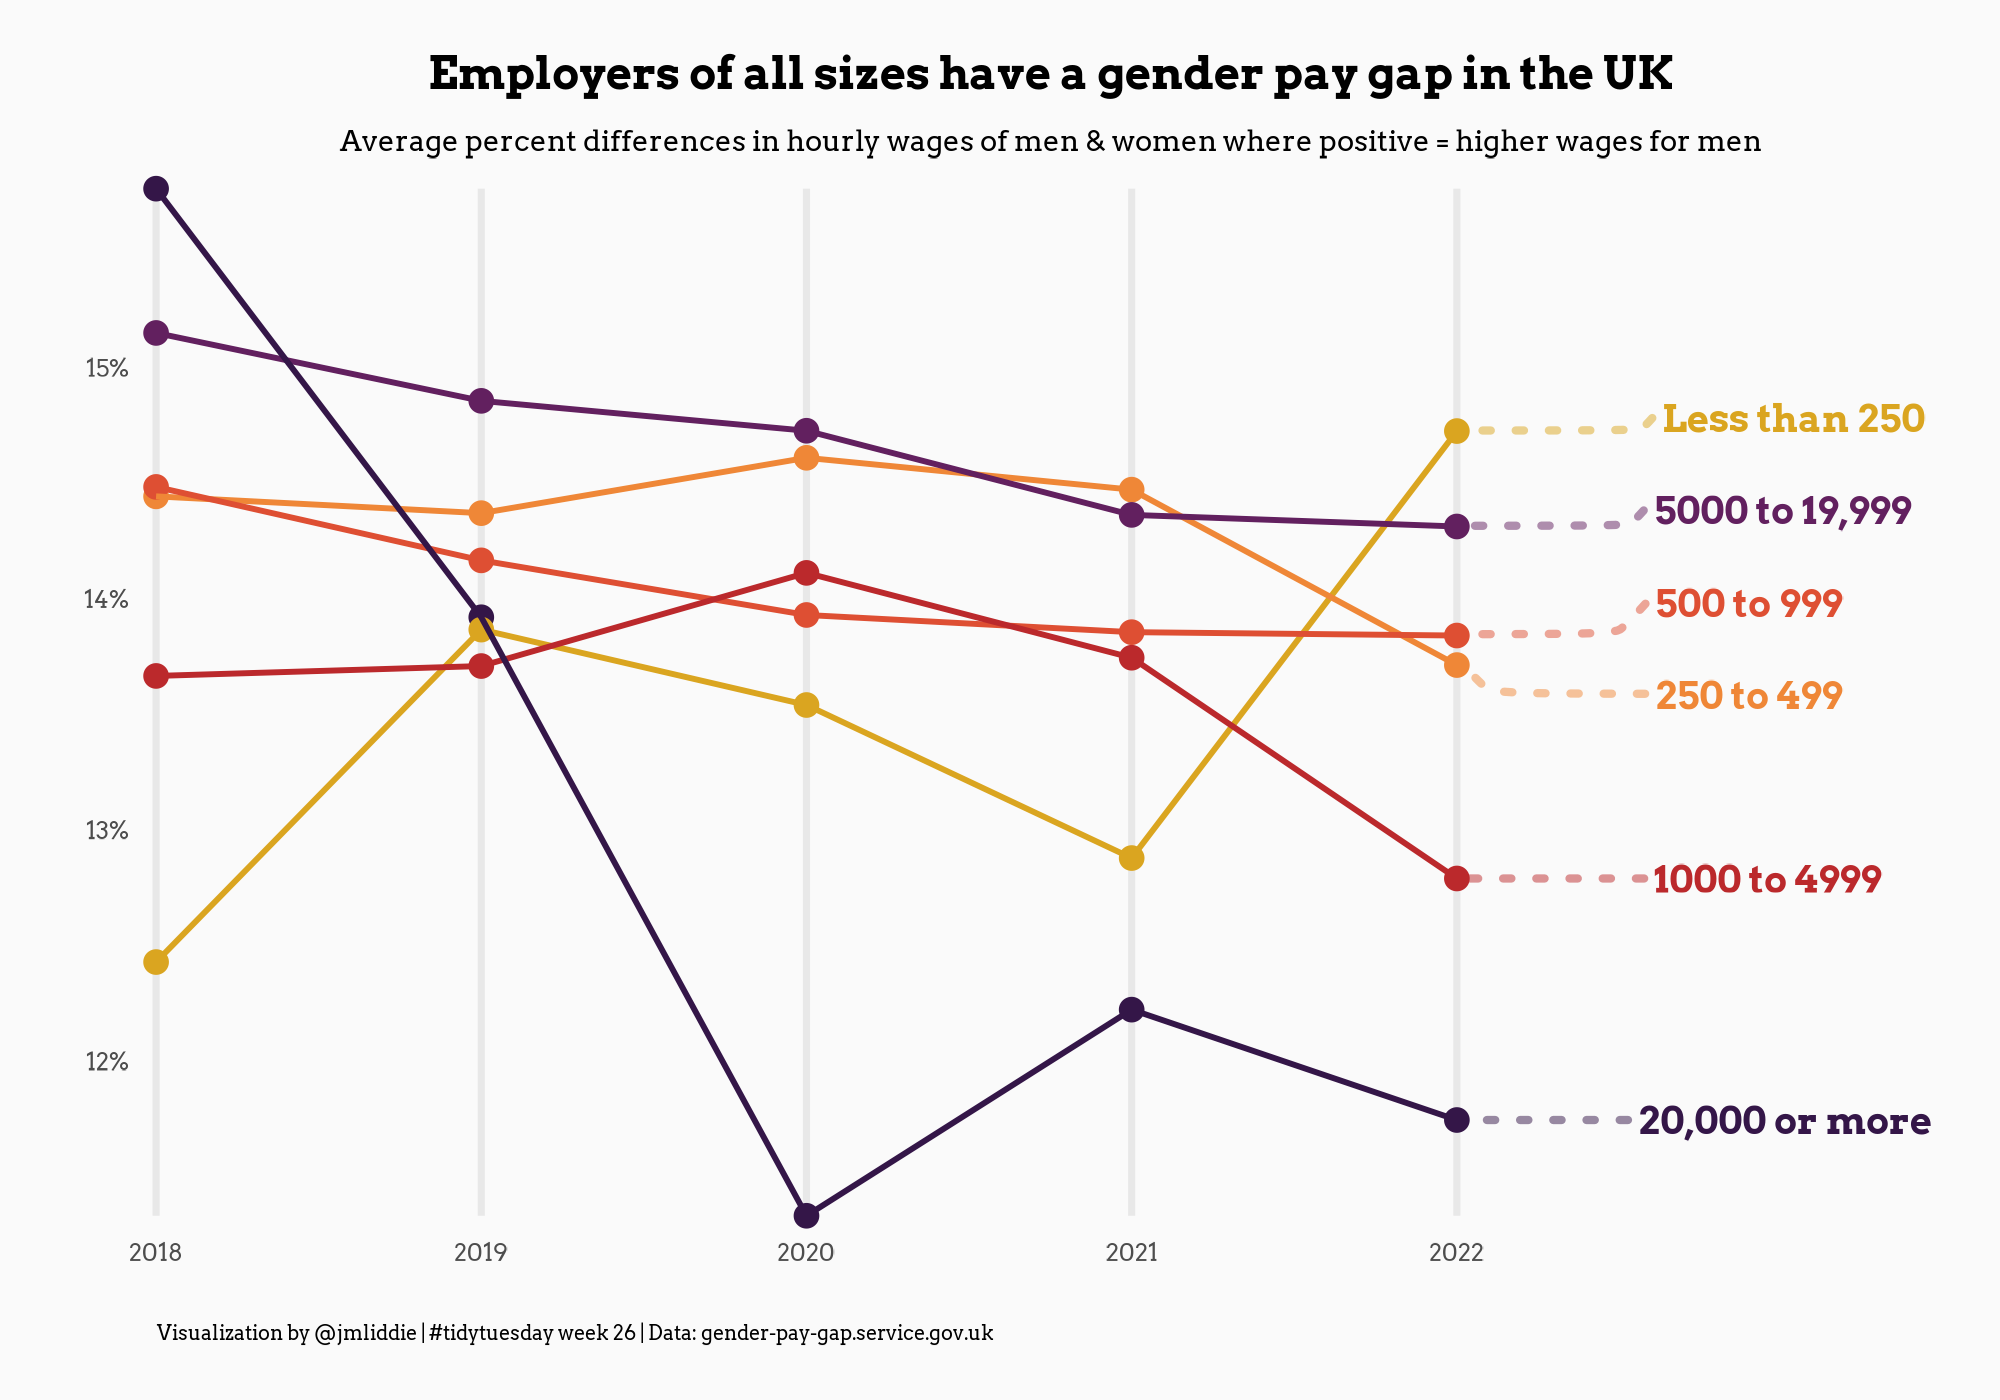 Employers of all sizes have a gender pay gap in the UK
Average percent differences in hourly wages of men & women where positive = higher wages for men
15%
14%
13%
12%
Less than 250
5000 to 19,999
500 to 999
250 to 499
1000 to 4999
20,000 or more
2018 2019 2020 2021 2022
Visualization by @jmliddie | #tidytuesday week 26 | Data: gender-pay-gap.service.gov.uk